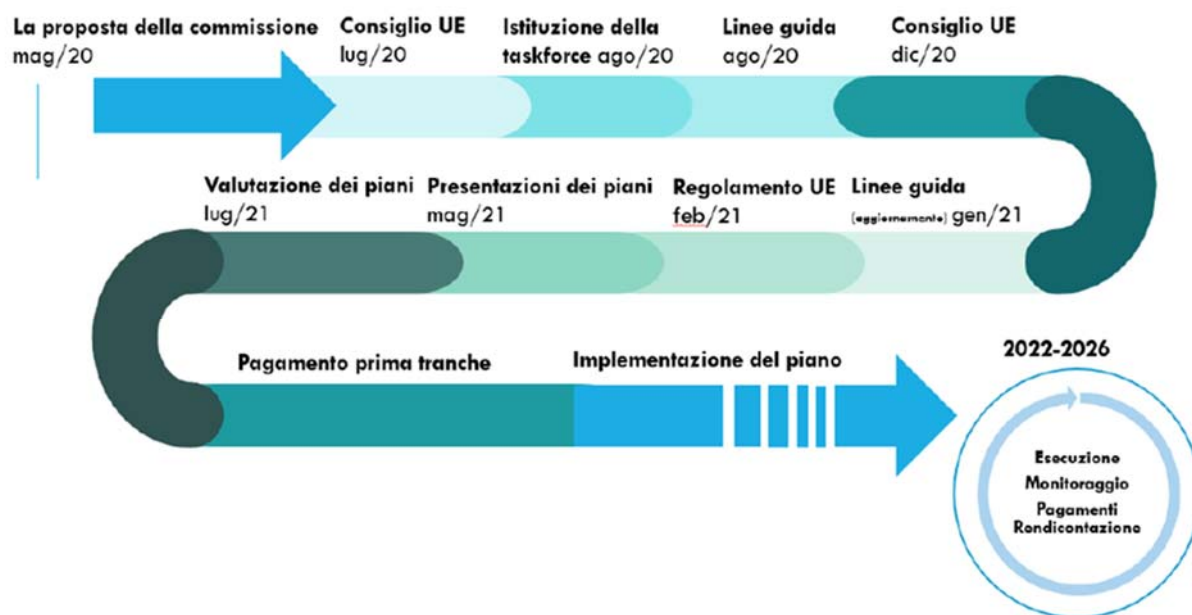 La proposta della commissione
mag/20
Consiglio UE
lug/20
Istituzione della
taskforce ago/20
Linee guida
ago/20
Consiglio UE
dic/20
Valutazione dei piani
lug/21
Presentazioni dei piani
mag/21
Regolamento UE
feb/21
Linee guida
(aggiornamento) gen/21
Pagamento prima tranche
Implementazione del piano
2022-2026
Esecuzione
Monitoraggio
Pagamenti
Rendicontazione